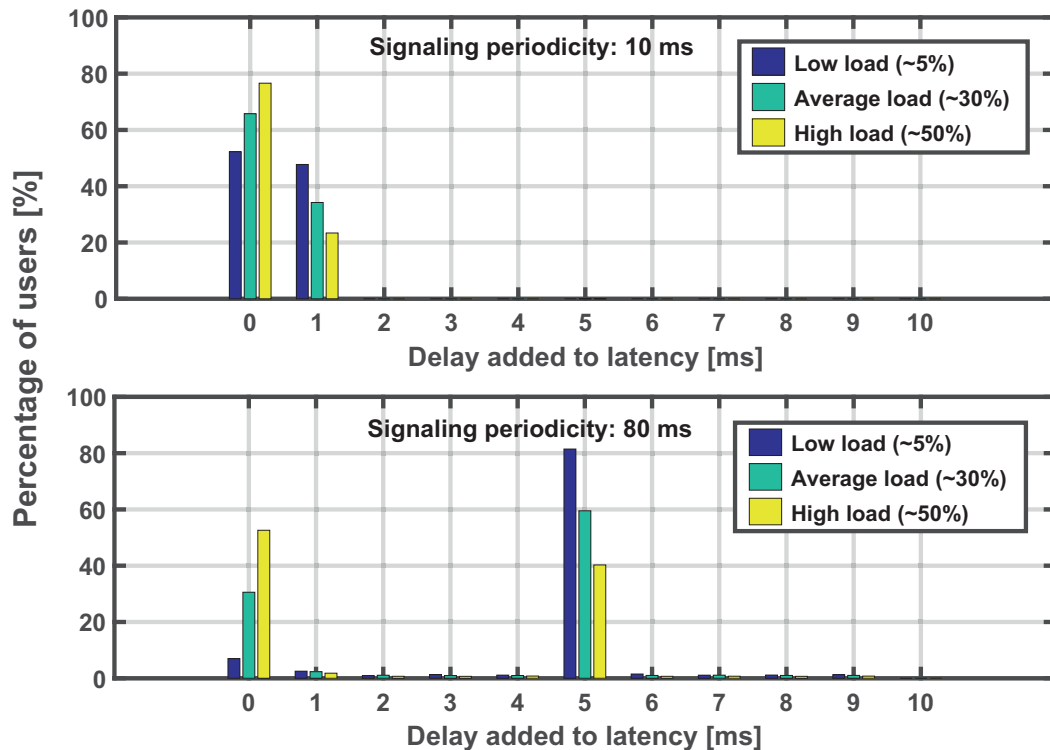 Percentage of users [%]
100
80
60
40
20
0
Signaling periodicity: 10 ms
Low load (~5%)
Average load (~30%)
High load (~50%)
0 1 2 3 4 5 6 7 8 9 10
Delay added to latency [ms]
100
80
60
40
20
0
Signaling periodicity: 80 ms
Low load (~5%)
Average load (~30%)
High load (~50%)
0 1 2 3 4 5 6 7 8 9 10
Delay added to latency [ms]